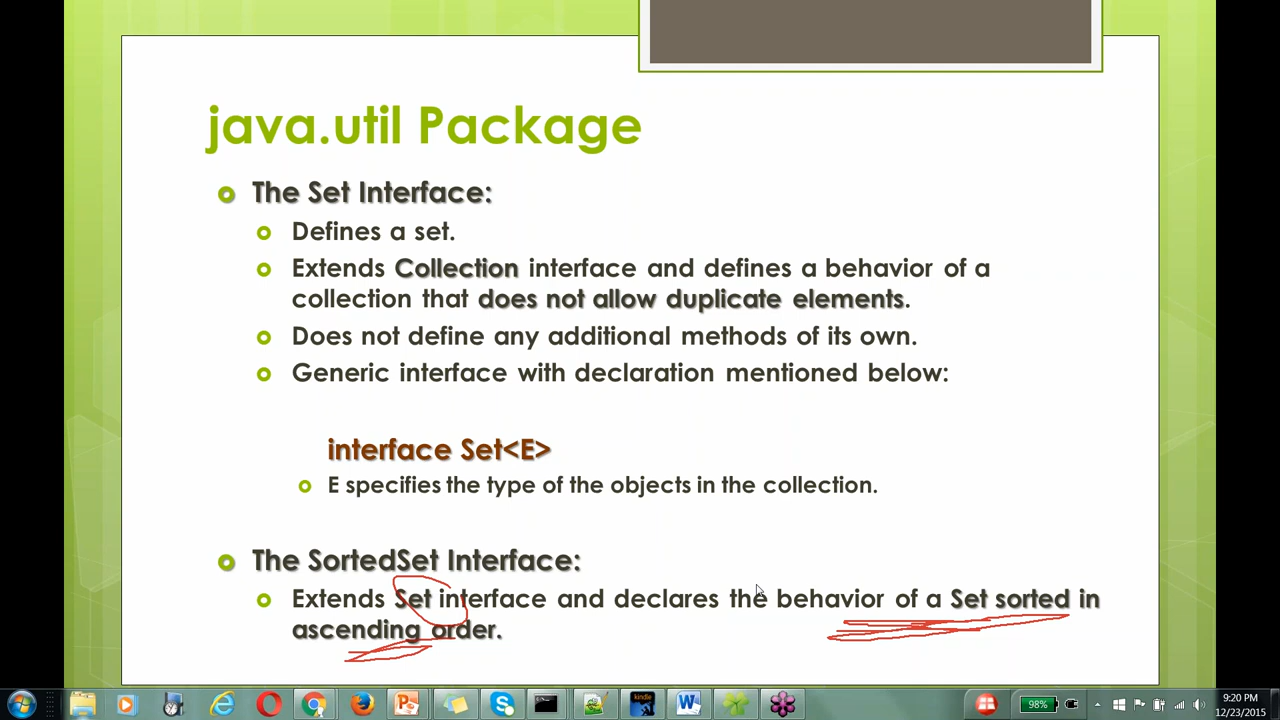 java.util Package
The Set Interface:
Defines a set.
Extends Collection interface and defines a behavior of a
collection that does not allow duplicate elements.
Does not define any additional methods of its own.
Generic interface with declaration mentioned below:
interface Set<E>
E specifies the type of the objects in the collection.
The SortedSet Interface:
Extends Set interface and declares the behavior of a Set sorted in
ascending order.
kindle
98%
9:20 PM
12/23/2015